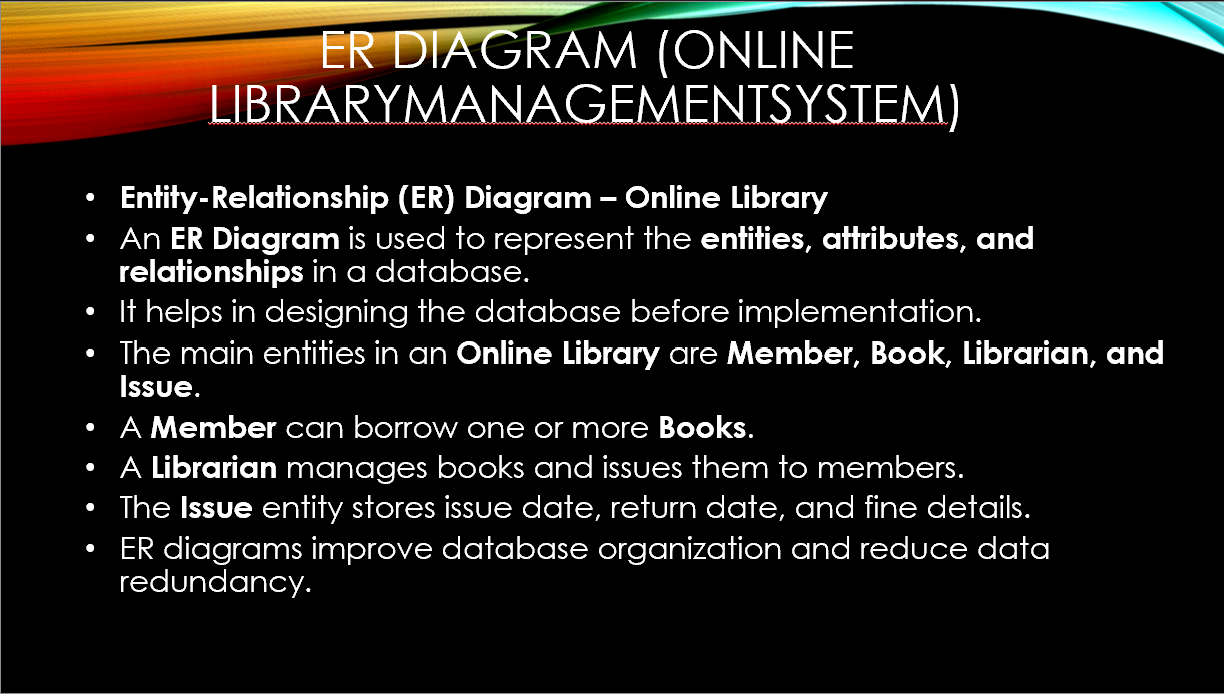 ER DIAGRAM (ONLINE
LIBRARYMANAGEMENTSYSTEM)
• Entity-Relationship (ER) Diagram – Online Library
• An ER Diagram is used to represent the entities, attributes, and
relationships in a database.
• It helps in designing the database before implementation.
• The main entities in an Online Library are Member, Book, Librarian, and
Issue.
• A Member can borrow one or more Books.
• A Librarian manages books and issues them to members.
• The Issue entity stores issue date, return date, and fine details.
• ER diagrams improve database organization and reduce data
redundancy.